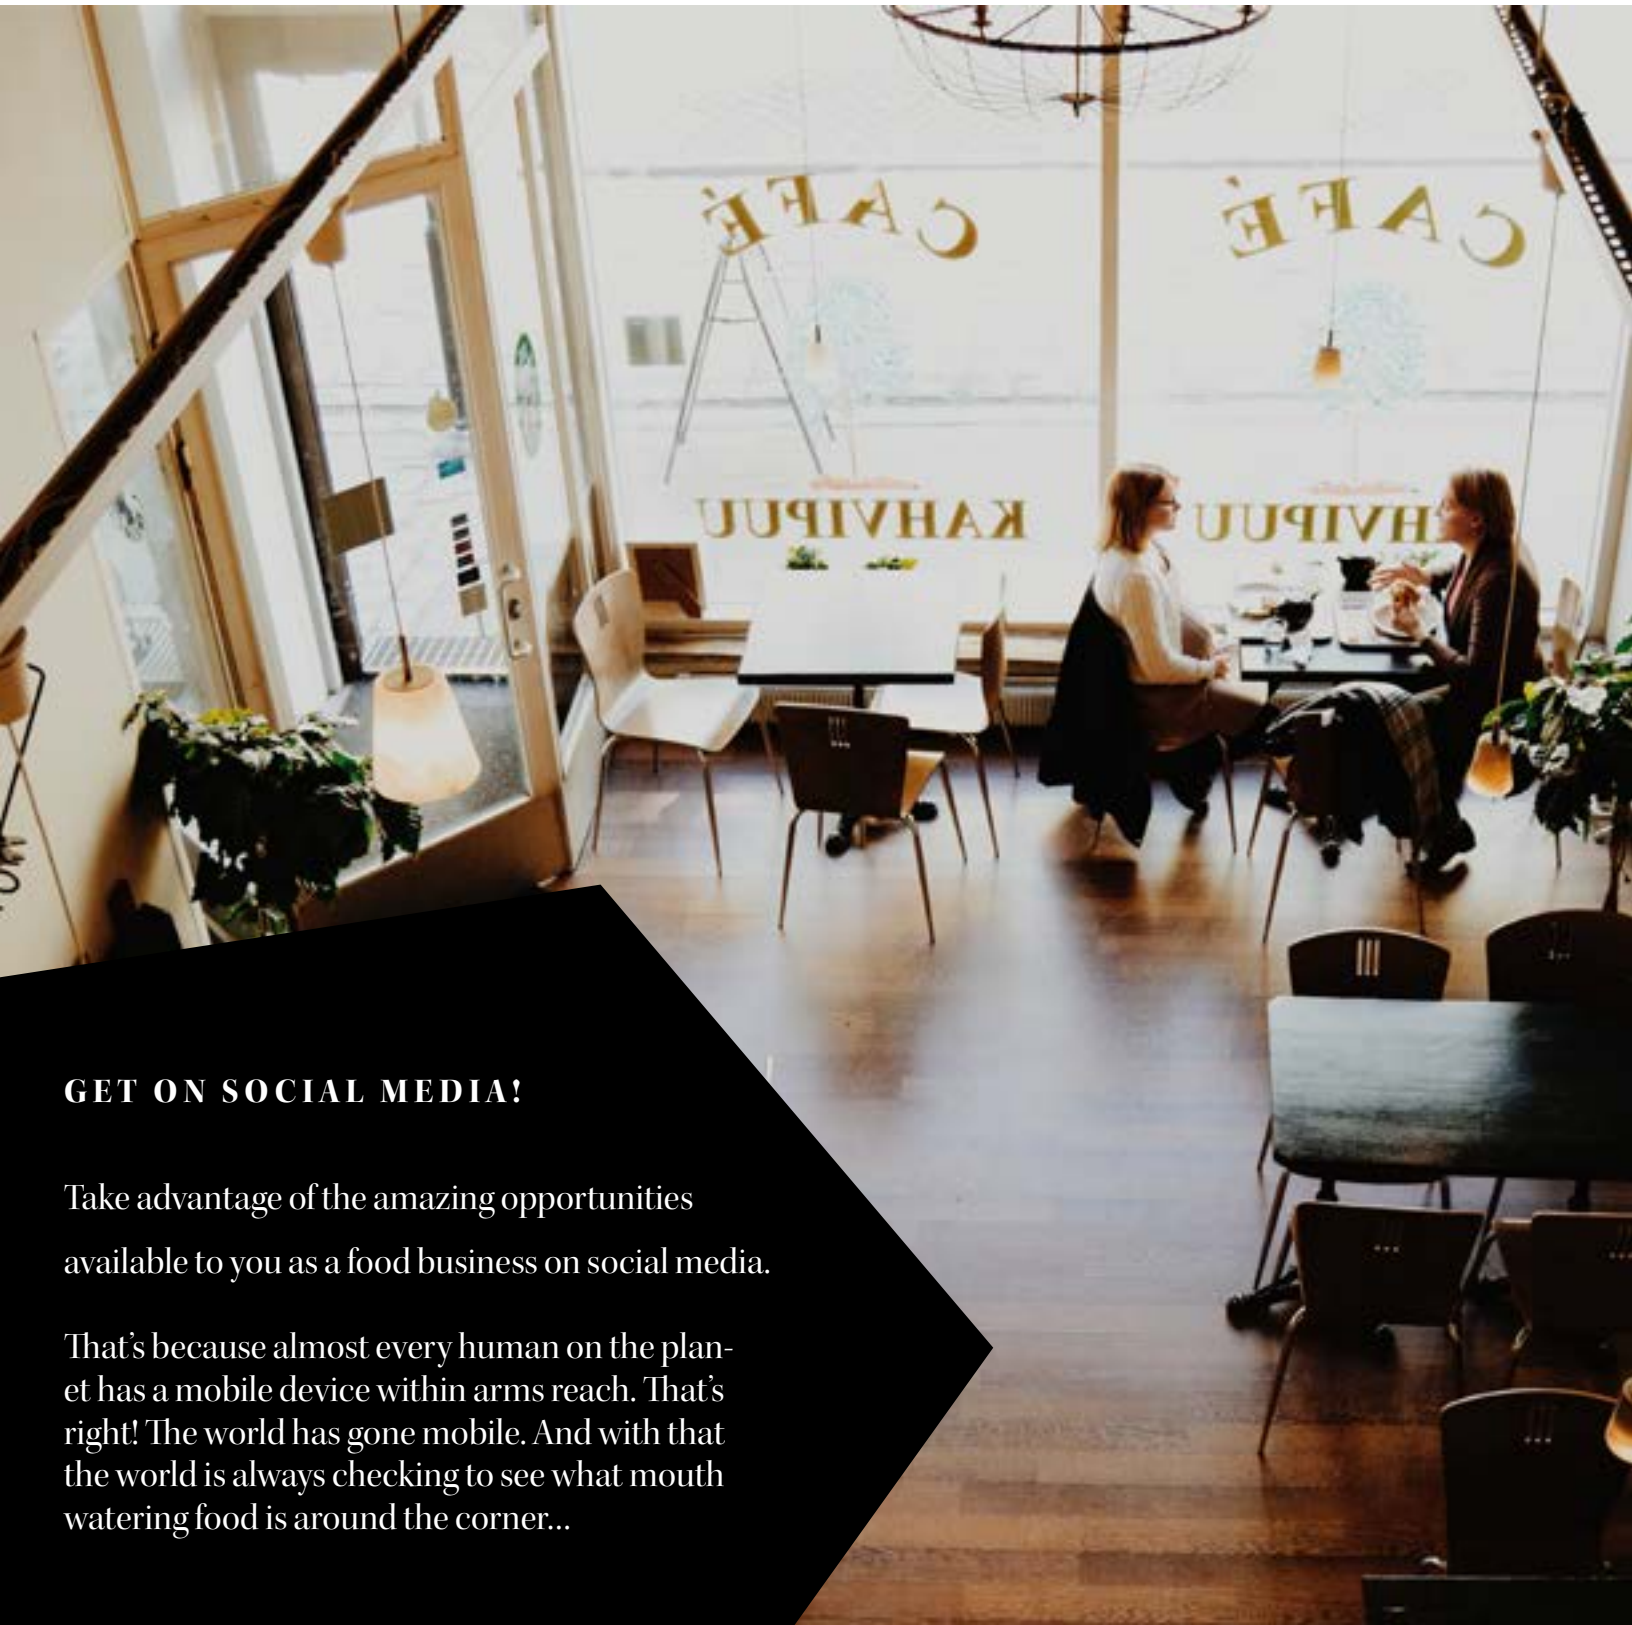 CAFÉ CAFÉ
KAHVIPUU HVIPUU
GET ON SOCIAL MEDIA!
Take advantage of the amazing opportunities
available to you as a food business on social media.
That’s because almost every human on the plan-
et has a mobile device within arms reach. That’s
right! The world has gone mobile. And with that
the world is always checking to see what mouth
watering food is around the corner...